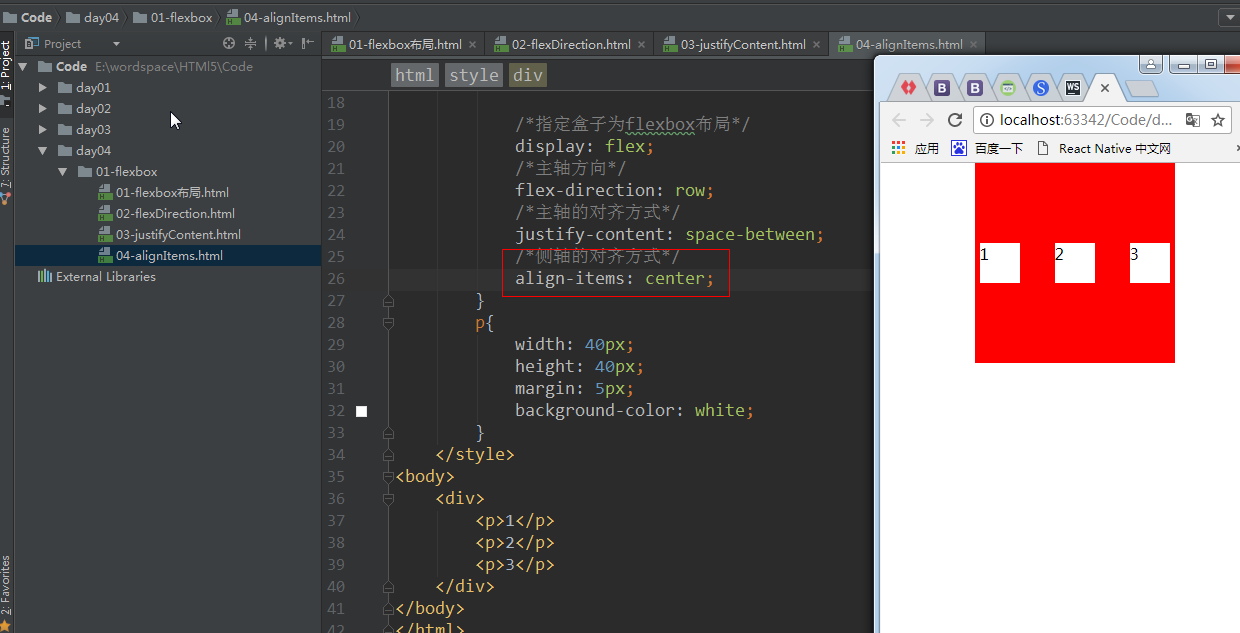 Code day04 01-flexbox 04-alignItems.html
Project
01-flexbox布局.html 02-flexDirection.html 03-justifyContent.html 04-alignItems.html
1: Project
7: Structure
2: Favorites
Code E:\wordspace\HTMl5\Code
day01
day02
day03
day04
01-flexbox
01-flexbox布局.html
02-flexDirection.html
03-justifyContent.html
04-alignItems.html
External Libraries
html style div
18
19 /*指定盒子为flexbox布局*/
20 display: flex;
21 /*主轴方向*/
22 flex-direction: row;
23 /*主轴的对齐方式*/
24 justify-content: space-between;
25 /*侧轴的对齐方式*/
26 align-items: center;
27 }
28 p{
29 width: 40px;
30 height: 40px;
31 margin: 5px;
32 background-color: white;
33 }
34 </style>
35 <body>
36 <div>
37 <p>1</p>
38 <p>2</p>
39 <p>3</p>
40 </div>
41 </body>
42 </html>
B B S WS
localhost:63342/Code/d...
应用 百度一下 React Native 中文网
1 2 3